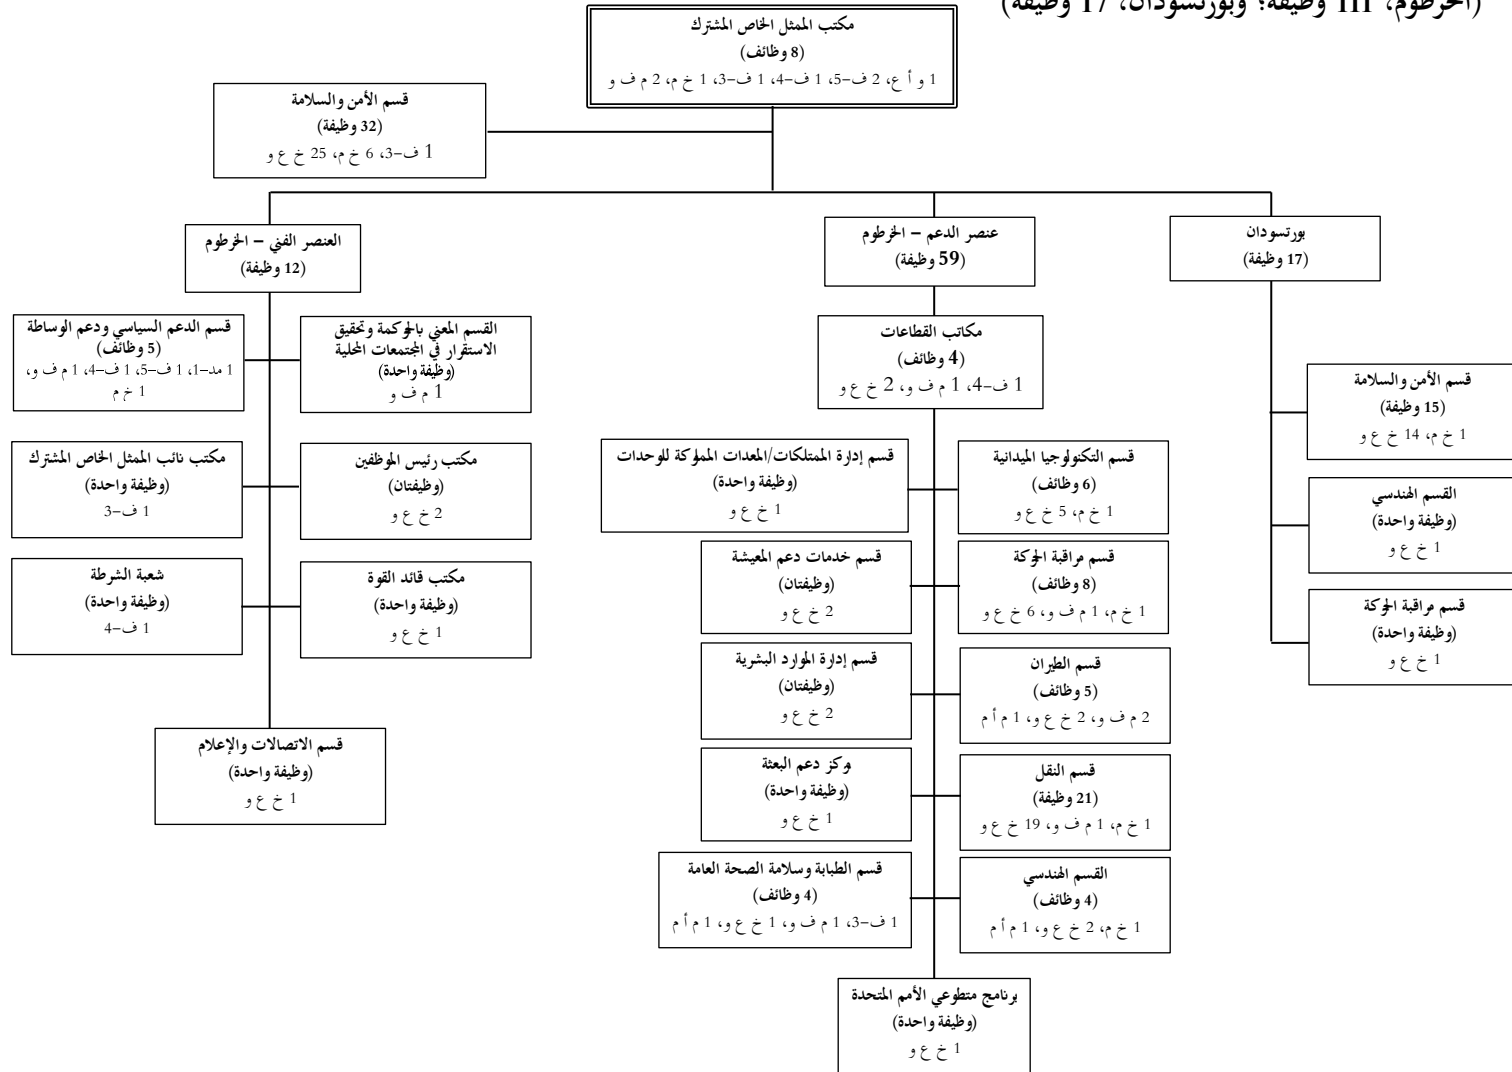 (الخرطوم، 111 وظيفة؛ وبورتسودان، 17 وظيفة)
مكتب الممثل الخاص المشترك
(8 وظائف)
1 و أ ع، 2 ف-5، 1 ف-4، 1 ف-3، 1 خ م، 2 م ف و
قسم الأمن والسلامة
(32 وظيفة)
1 ف-3، 6 خ م، 25 خ ع و
بورتسودان
(17 وظيفة)
عنصر الدعم – الخرطوم
(59 وظيفة)
العنصر الفني – الخرطوم
(12 وظيفة)
قسم الأمن والسلامة
(15 وظيفة)
1 خ م، 14 خ ع و
القسم الهندسي
(وظيفة واحدة)
1 خ ع و
قسم مراقبة الحركة
(وظيفة واحدة)
1 خ ع و
مكاتب القطاعات
(4 وظائف)
1 ف-4، 1 م ف و، 2 خ ع و
قسم التكنولوجيا الميدانية
(6 وظائف)
1 خ م، 5 خ ع و
قسم إدارة الممتلكات/المعدات المملوكة للوحدات
(وظيفة واحدة)
1 خ ع و
قسم مراقبة الحركة
(8 وظائف)
1 خ م، 1 م ف و، 6 خ ع و
قسم خدمات دعم المعيشة
(وظيفتان)
2 خ ع و
قسم الطيران
(5 وظائف)
2 م ف و، 2 خ ع و، 1 م أ م
قسم إدارة الموارد البشرية
(وظيفتان)
2 خ ع و
قسم النقل
(21 وظيفة)
1 خ م، 1 م ف و، 19 خ ع و
مركز دعم البعثة
(وظيفة واحدة)
1 خ ع و
القسم الهندسي
(4 وظائف)
1 خ م، 2 خ ع و، 1 م أ م
قسم الطبابة وسلامة الصحة العامة
(4 وظائف)
1 ف-3، 1 م ف و، 1 خ ع و، 1 م أ م
برنامج متطوعي الأمم المتحدة
(وظيفة واحدة)
1 خ ع و
القسم المعني بالحوكمة وتحقيق
الاستقرار في المجتمعات المحلية
(وظيفة واحدة)
1 م ف و
قسم الدعم السياسي ودعم الوساطة
(5 وظائف)
1 مد-1، 1 ف-5، 1 ف-4، 1 م ف و،
1 خ م
مكتب رئيس الموظفين
(وظيفتان)
2 خ ع و
مكتب نائب الممثل الخاص المشترك
(وظيفة واحدة)
1 ف-3
مكتب قائد القوة
(وظيفة واحدة)
1 خ ع و
شعبة الشرطة
(وظيفة واحدة)
1 ف-4
قسم الاتصالات والإعلام
(وظيفة واحدة)
1 خ ع و